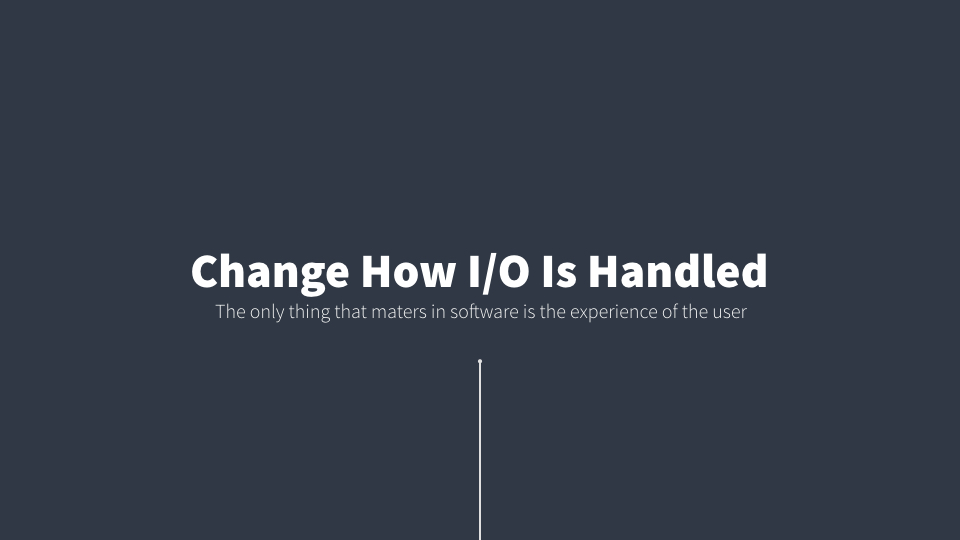 Change How I/O Is Handled
The only thing that maters in software is the experience of the user